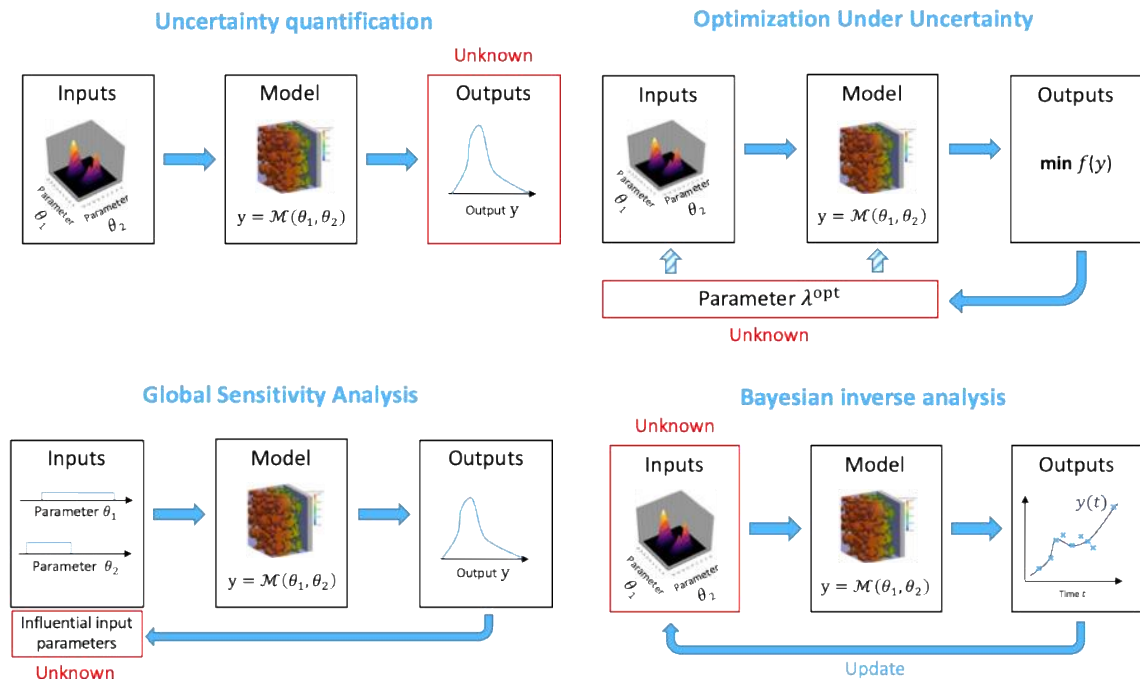 Uncertainty quantification
Unknown
Inputs
Parameter θ₁
Parameter θ₂
Model
y = ℳ(θ₁, θ₂)
Outputs
Output y
Optimization Under Uncertainty
Inputs
Parameter θ₁
Parameter θ₂
Model
y = ℳ(θ₁, θ₂)
Outputs
min f(y)
Parameter λᵒᵖᵗ
Unknown
Global Sensitivity Analysis
Inputs
Parameter θ₁
Parameter θ₂
Model
y = ℳ(θ₁, θ₂)
Outputs
Output y
Influential input
parameters
Unknown
Bayesian inverse analysis
Unknown
Inputs
Parameter θ₁
Parameter θ₂
Model
y = ℳ(θ₁, θ₂)
Outputs
y(t)
Time t
Update